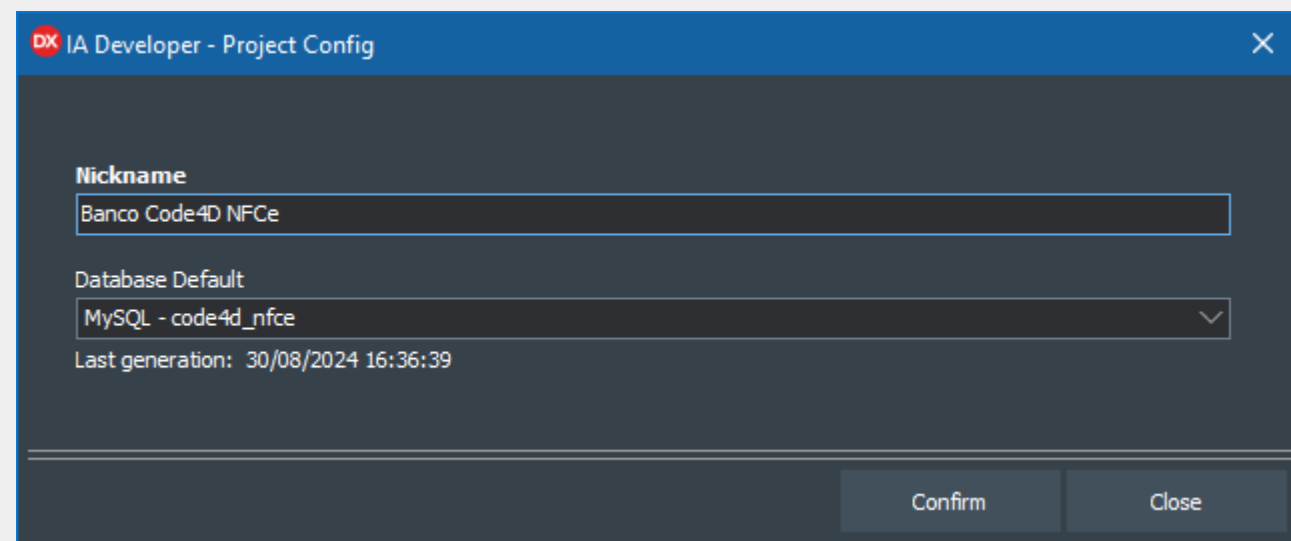 DX IA Developer - Project Config
Nickname
Banco Code4D NFCe
Database Default
MySQL - code4d_nfce
Last generation: 30/08/2024 16:36:39
Confirm Close